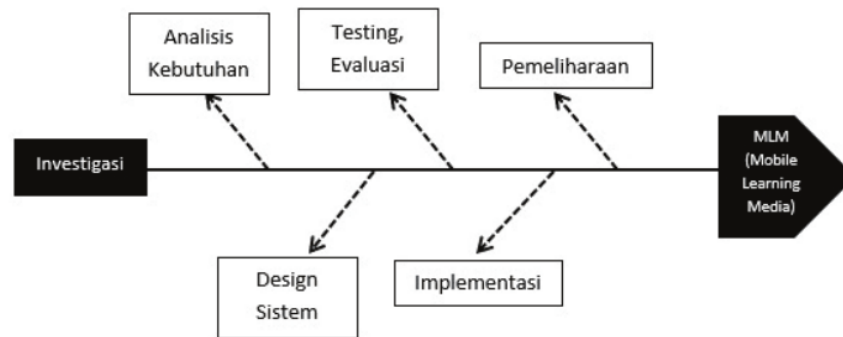 Analisis
Kebutuhan
Testing,
Evaluasi
Pemeliharaan
Investigasi
MLM
(Mobile
Learning
Media)
Design
Sistem
Implementasi